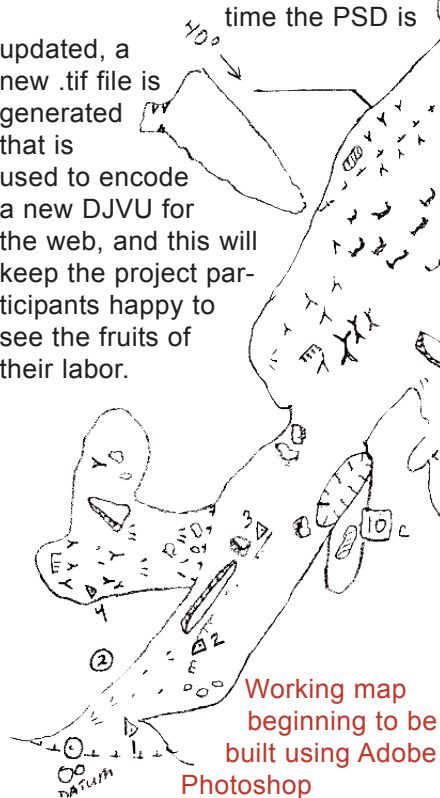 time the PSD is
updated, a
new .tif file is
generated
that is
used to encode
a new DJVU for
the web, and this will
keep the project par-
ticipants happy to
see the fruits of
their labor.
400
3
10 C
E
E
4
2
2
E
1
DATUM
Working map
beginning to be
built using Adobe
Photoshop